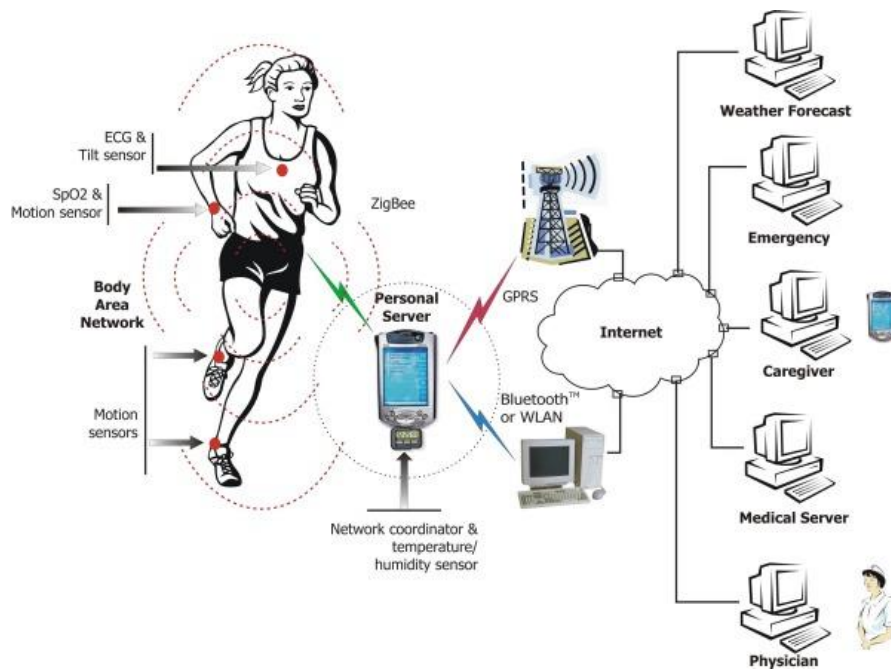 ECG &
Tilt sensor
SpO2 &
Motion sensor
Body
Area
Network
Motion
sensors
ZigBee
Personal
Server
Network coordinator &
temperature/
humidity sensor
GPRS
Bluetooth™
or WLAN
Internet
Weather Forecast
Emergency
Caregiver
Medical Server
Physician